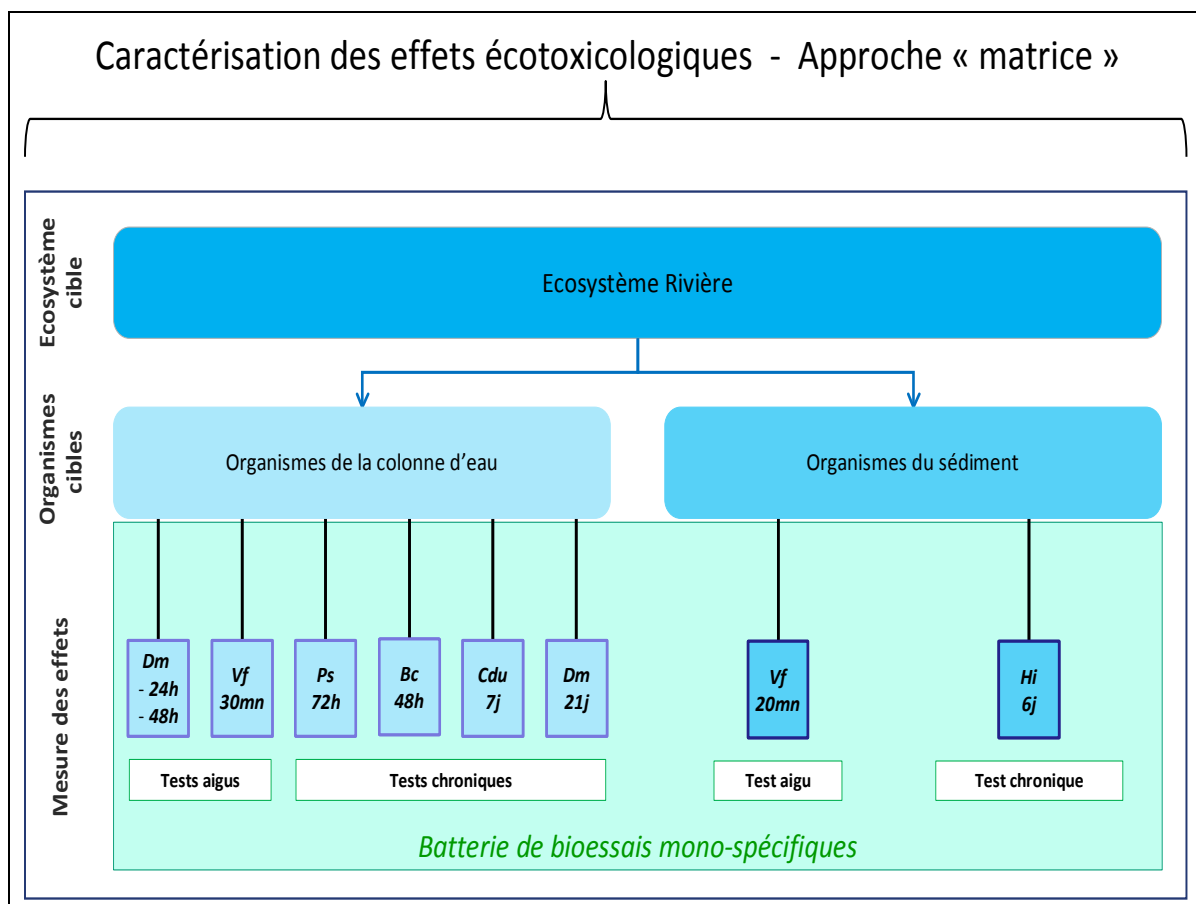 Caractérisation des effets écotoxicologiques - Approche « matrice »
Ecosystème
cible
Ecosystème Rivière
Organismes
cibles
Organismes de la colonne d'eau
Organismes du sédiment
Mesure des effets
Dm
- 24h
- 48h
Vf
30mn
Ps
72h
Bc
48h
Cdu
7j
Dm
21j
Vf
20mn
Hi
6j
Tests aigus
Tests chroniques
Test aigu
Test chronique
Batterie de bioessais mono-spécifiques